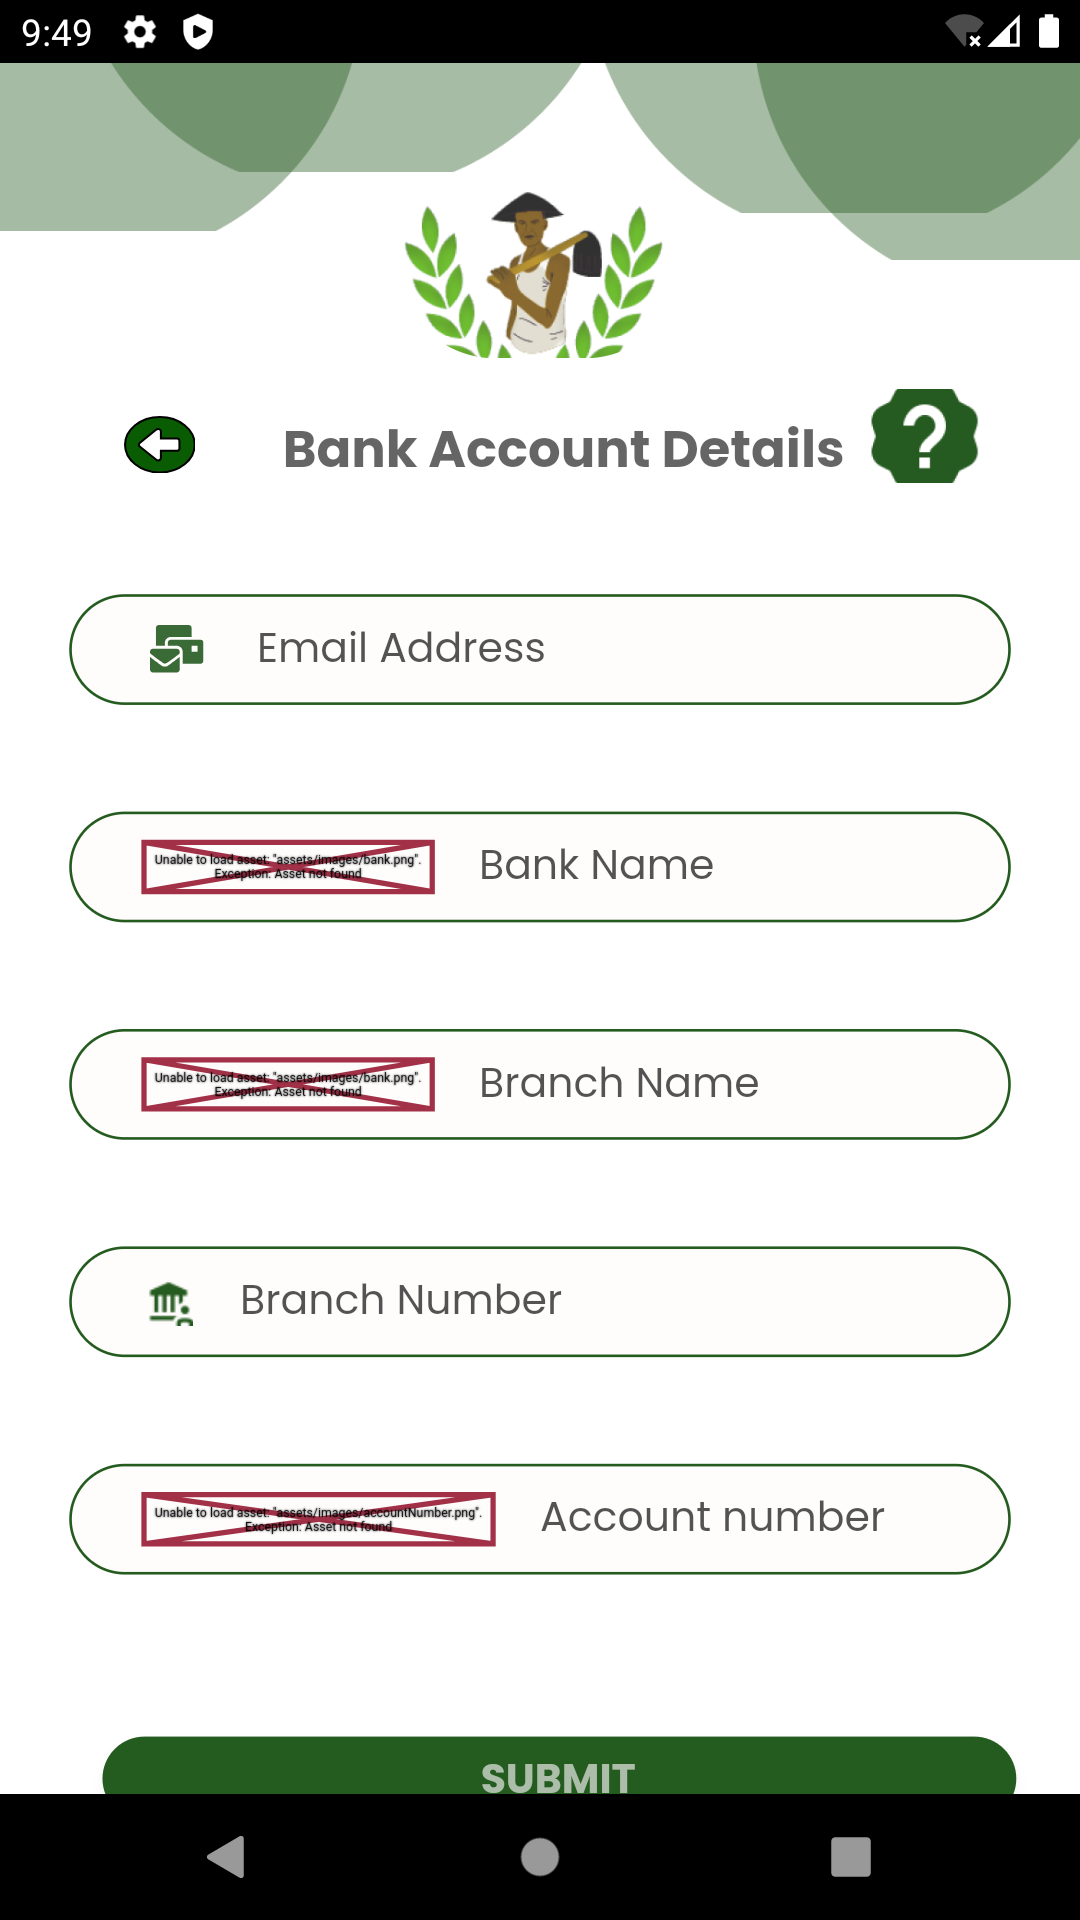 9:49
?
Bank Account Details
Email Address
Unable to load asset: "assets/images/bank.png".
Exception: Asset not found
Bank Name
Unable to load asset: "assets/images/bank.png".
Exception: Asset not found
Branch Name
Branch Number
Unable to load asset: "assets/images/accountNumber.png".
Exception: Asset not found
Account number
SUBMIT